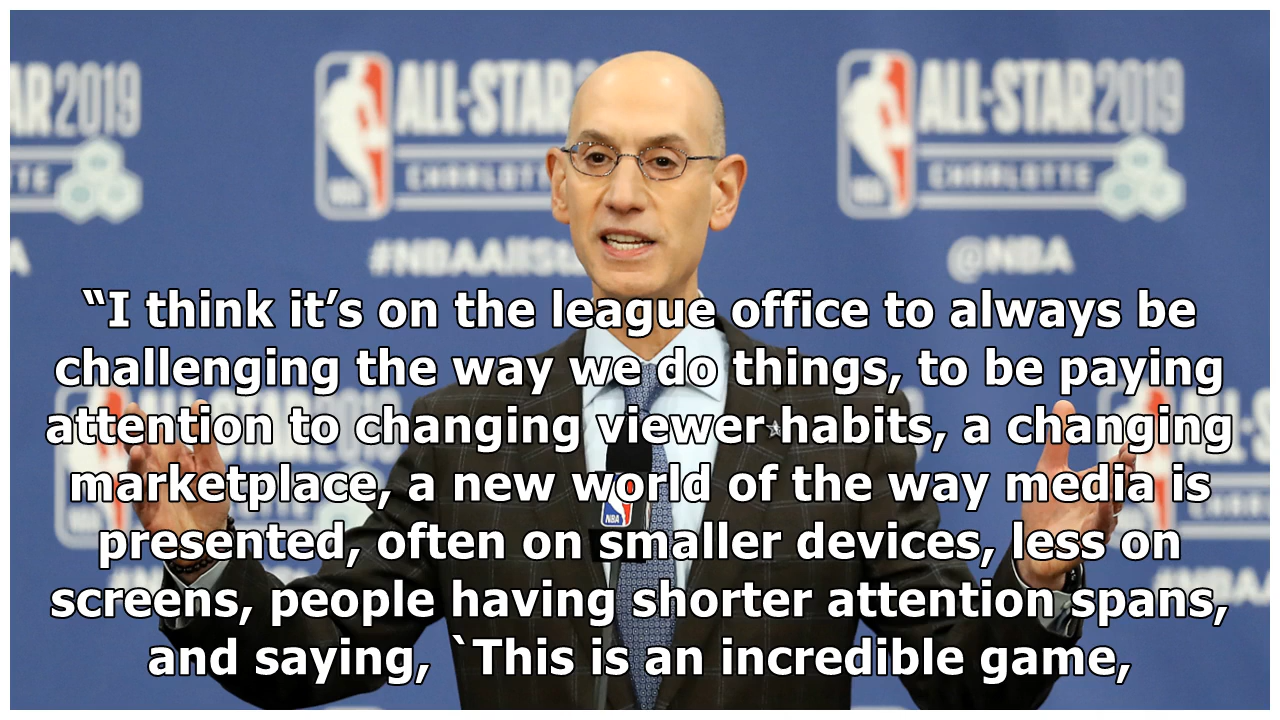 AR2019
ALL·STAR
ALL·STAR2019
CHARLOTT
CHARLOTTE
NBA
NBA
@NBA
“I think it’s on the league office to always be
challenging the way we do things, to be paying
attention to changing viewer habits, a changing
marketplace, a new world of the way media is
presented, often on smaller devices, less on
screens, people having shorter attention spans,
and saying, `This is an incredible game,
NBA